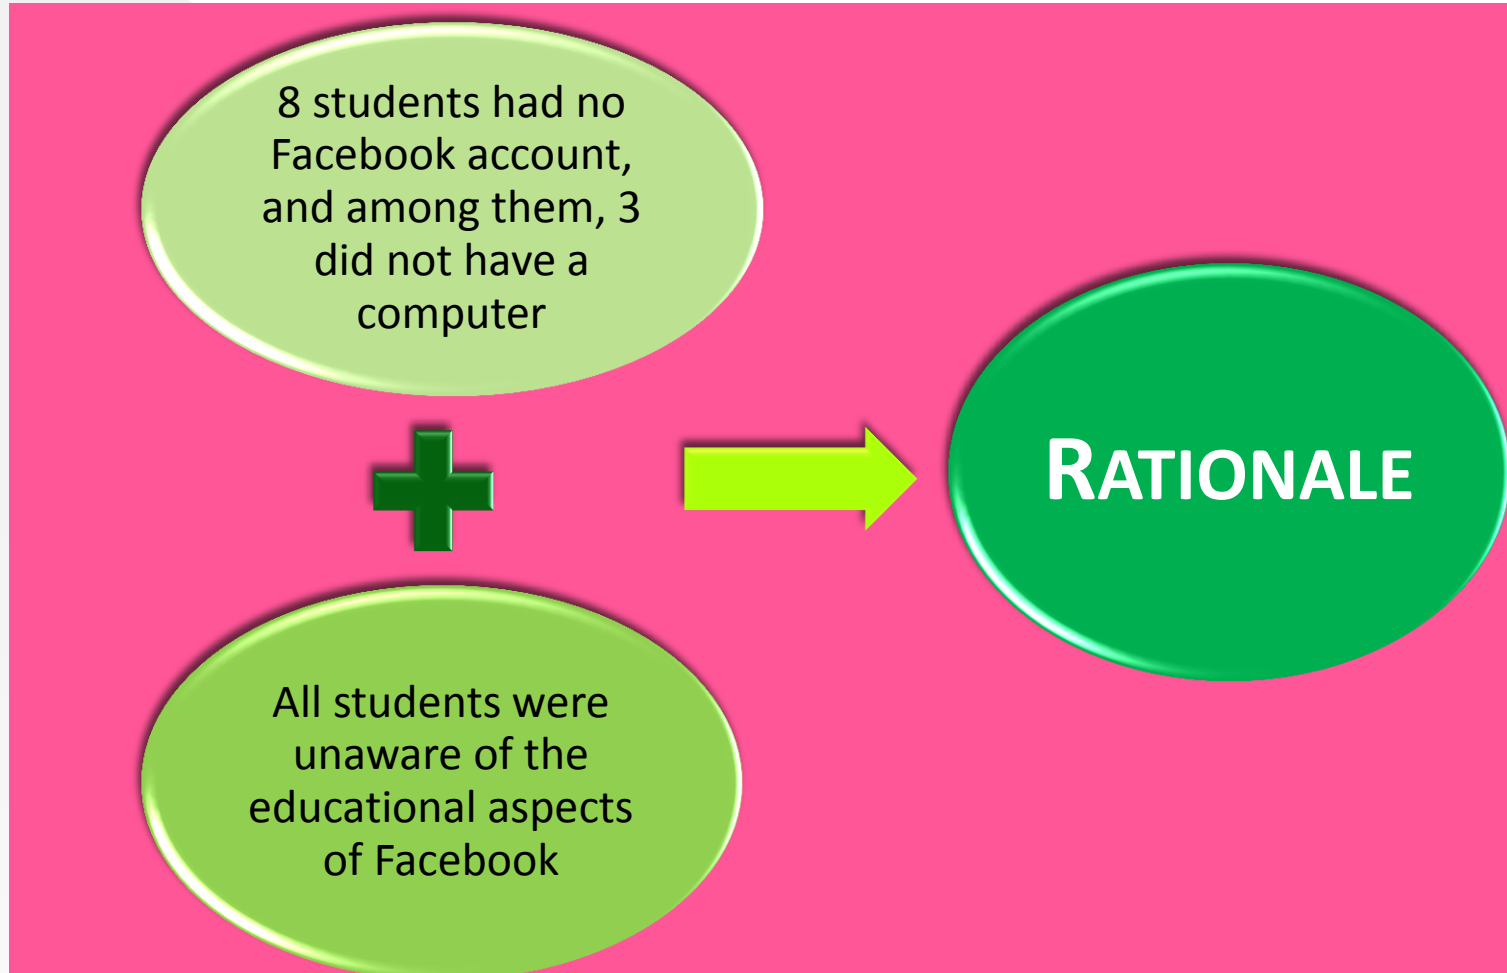 8 students had no
Facebook account,
and among them, 3
did not have a
computer
All students were
unaware of the
educational aspects
of Facebook
RATIONALE